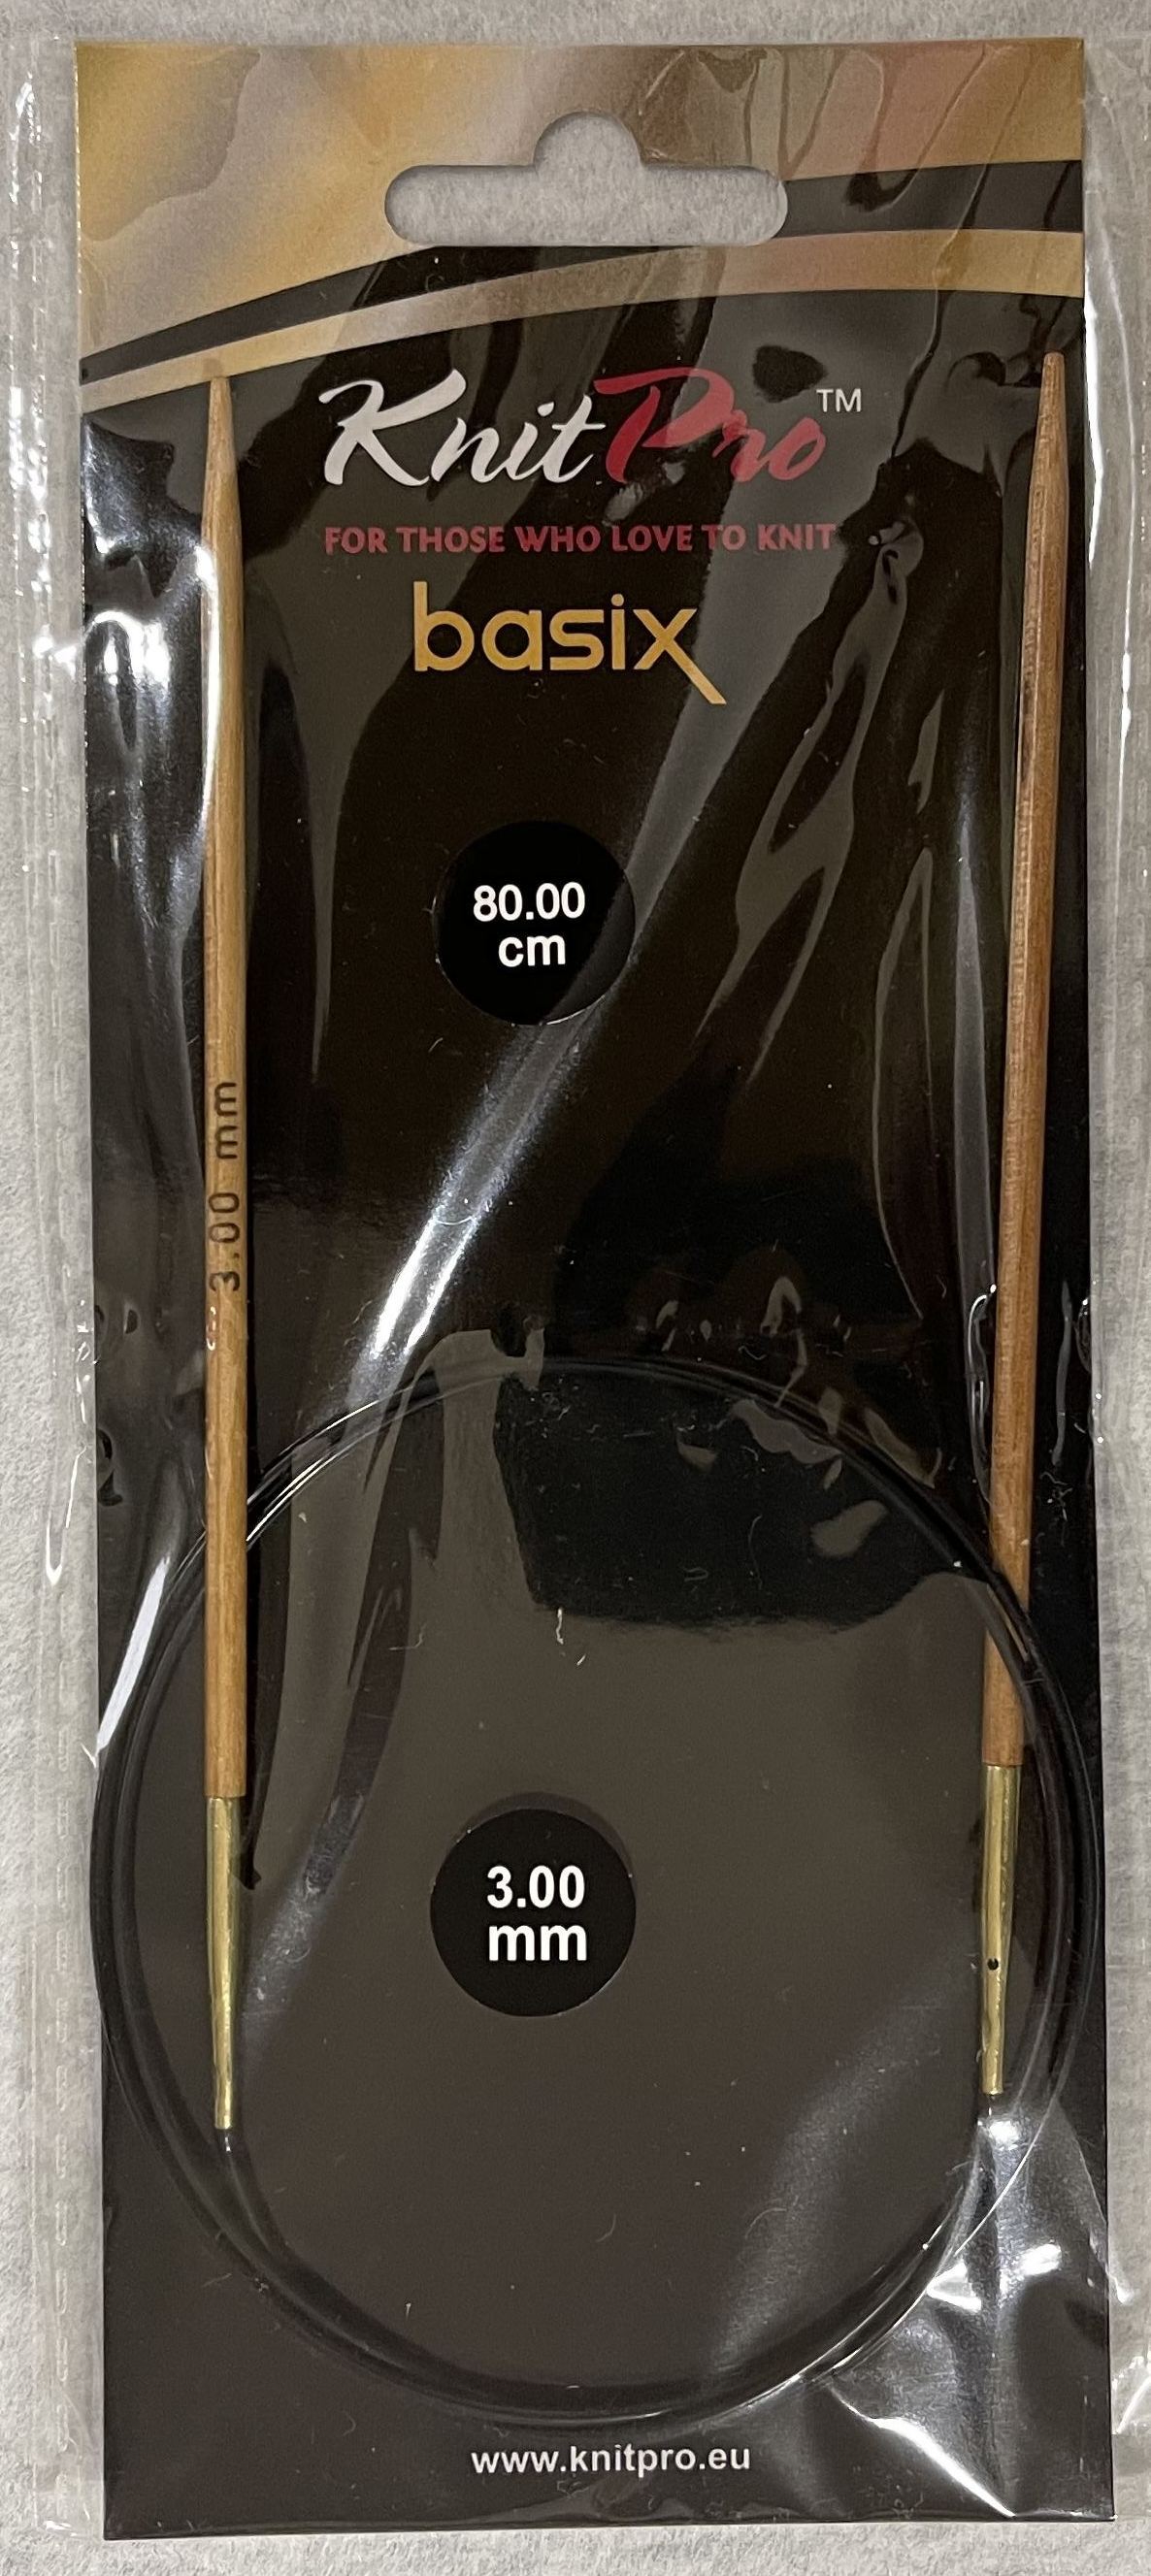 KnitPro™
FOR THOSE WHO LOVE TO KNIT
basix
80.00
cm
3.00 mm
3.00
mm
www.knitpro.eu